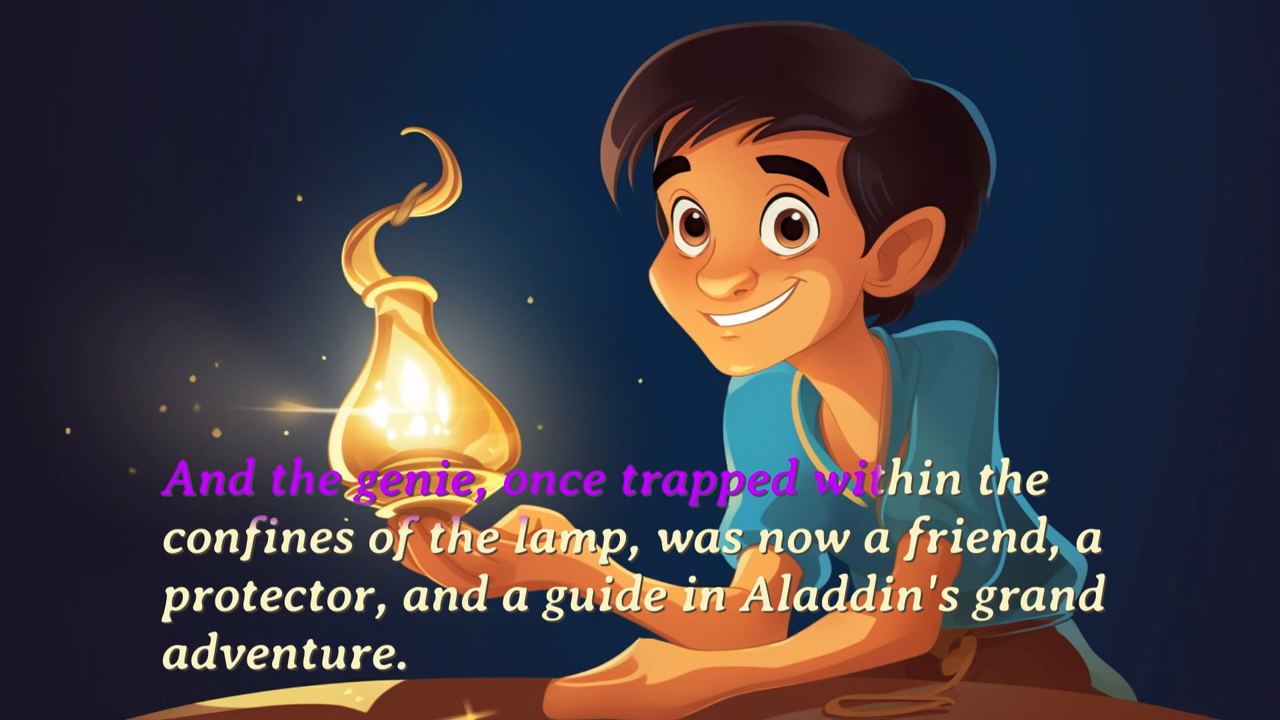 And the genie, once trapped within the
confines of the lamp, was now a friend, a
protector, and a guide in Aladdin's grand
adventure.